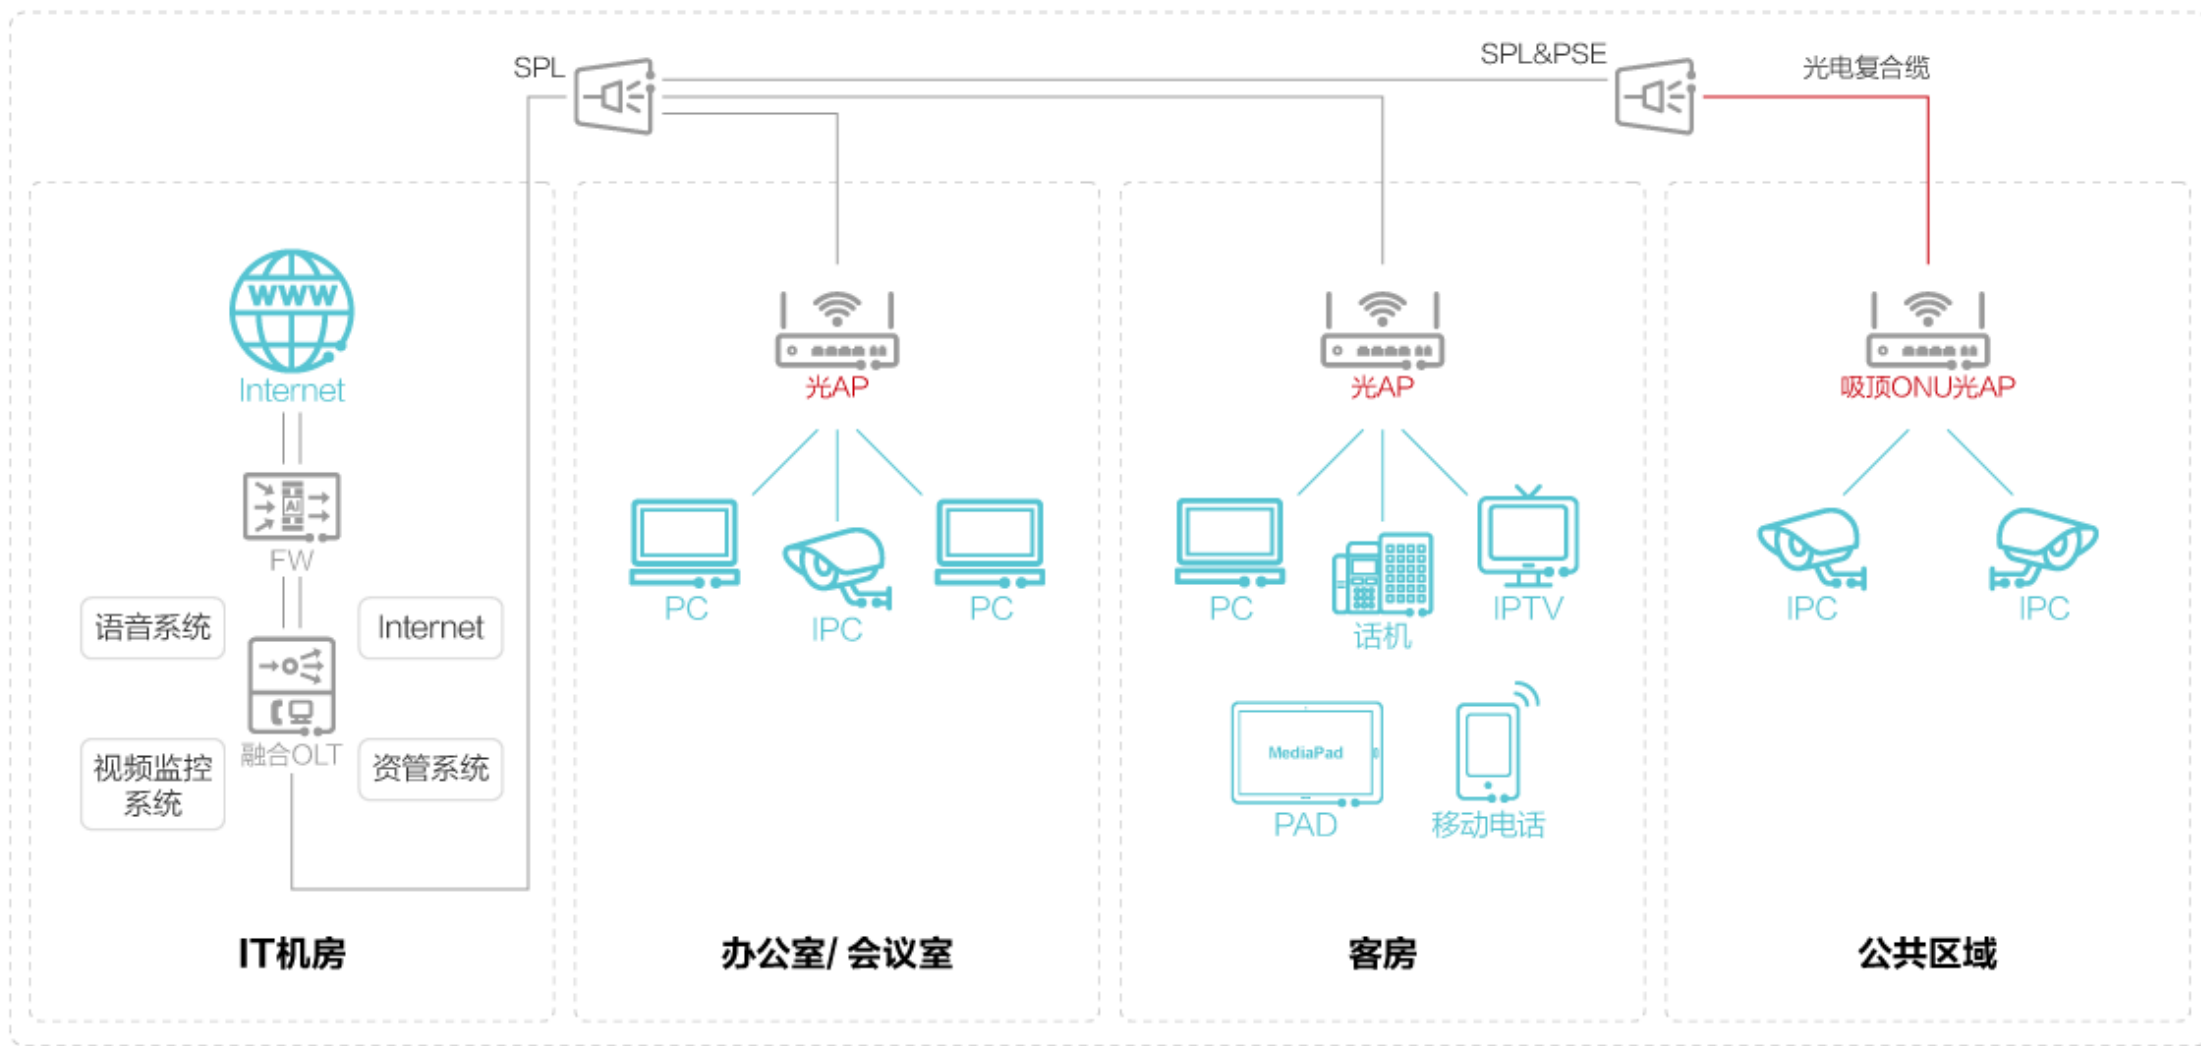 SPL
SPL&PSE
光电复合缆
WWW
Internet
AI
FW
语音系统
Internet
融合OLT
视频监控
系统
资管系统
IT机房
光AP
PC
IPC
PC
办公室/ 会议室
光AP
PC
话机
IPTV
MediaPad
PAD
移动电话
客房
吸顶ONU光AP
IPC
IPC
公共区域